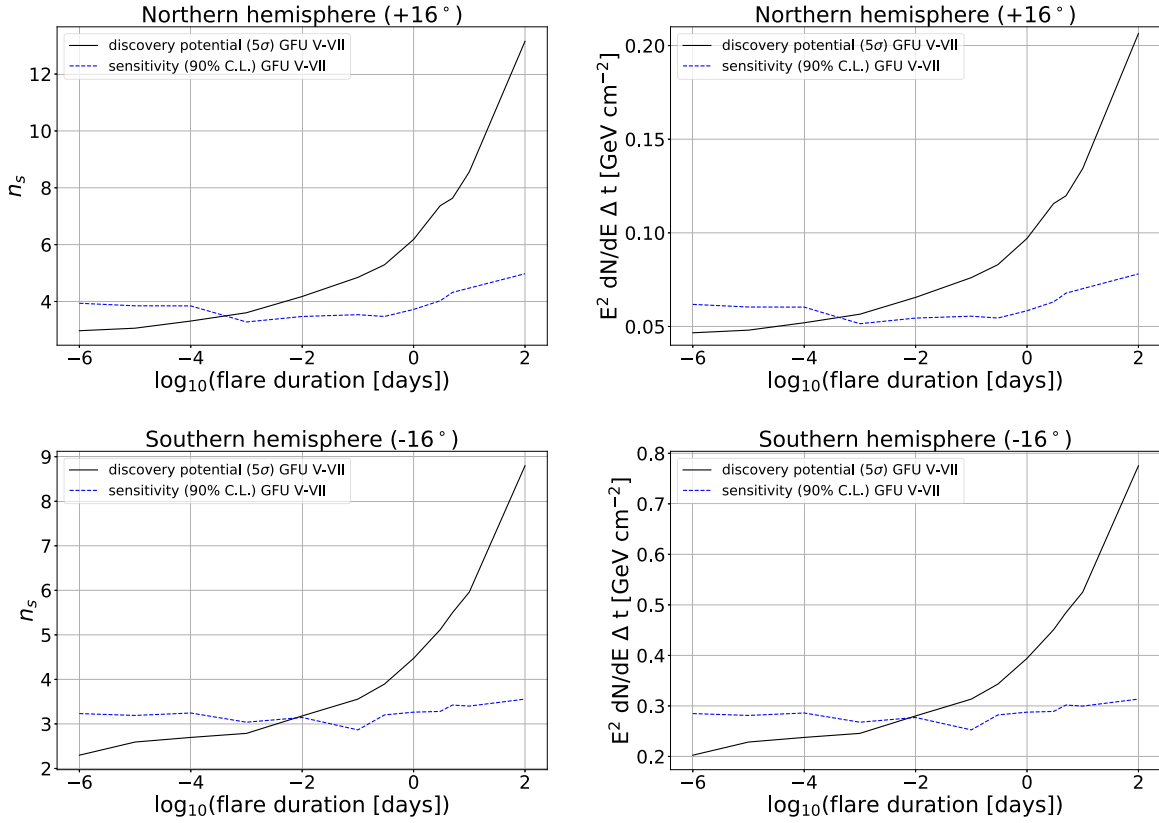 Northern hemisphere (+16°)
discovery potential (5σ) GFU V-VII
sensitivity (90% C.L.) GFU V-VII
12
10
8
6
4
n_s
−6
−4
−2
0
2
log₁₀(flare duration [days])
Northern hemisphere (+16°)
discovery potential (5σ) GFU V-VII
sensitivity (90% C.L.) GFU V-VII
0.20
0.15
0.10
0.05
E² dN/dE Δ t [GeV cm⁻²]
−6
−4
−2
0
2
log₁₀(flare duration [days])
Southern hemisphere (-16°)
discovery potential (5σ) GFU V-VII
sensitivity (90% C.L.) GFU V-VII
9
8
7
6
5
4
3
2
n_s
−6
−4
−2
0
2
log₁₀(flare duration [days])
Southern hemisphere (-16°)
discovery potential (5σ) GFU V-VII
sensitivity (90% C.L.) GFU V-VII
0.8
0.7
0.6
0.5
0.4
0.3
0.2
E² dN/dE Δ t [GeV cm⁻²]
−6
−4
−2
0
2
log₁₀(flare duration [days])